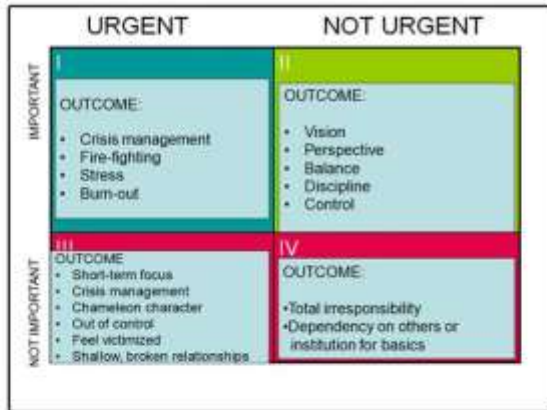 URGENT
NOT URGENT
IMPORTANT
I
OUTCOME:
• Crisis management
• Fire-fighting
• Stress
• Burn-out
II
OUTCOME:
• Vision
• Perspective
• Balance
• Discipline
• Control
NOT IMPORTANT
III
OUTCOME
• Short-term focus
• Crisis management
• Chameleon character
• Out of control
• Feel victimized
• Shallow, broken relationships
IV
OUTCOME:
•Total irresponsibility
•Dependency on others or
institution for basics